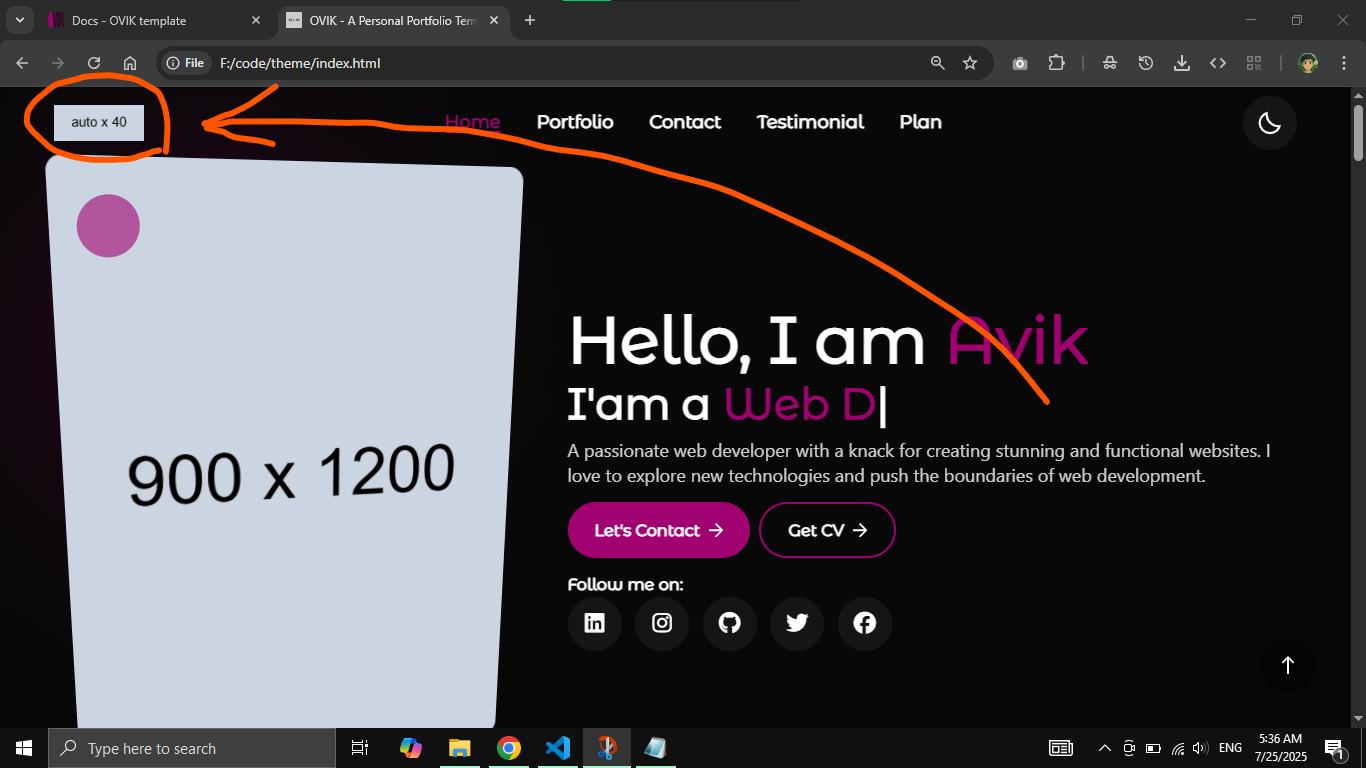 Docs - OVIK template
OVIK - A Personal Portfolio Tem
File F:/code/theme/index.html
auto x 40
Home Portfolio Contact Testimonial Plan
900 x 1200
Hello, I am Avik
I'am a Web D|
A passionate web developer with a knack for creating stunning and functional websites. I
love to explore new technologies and push the boundaries of web development.
Let's Contact → Get CV →
Follow me on:
Type here to search
ENG
5:36 AM
7/25/2025
1